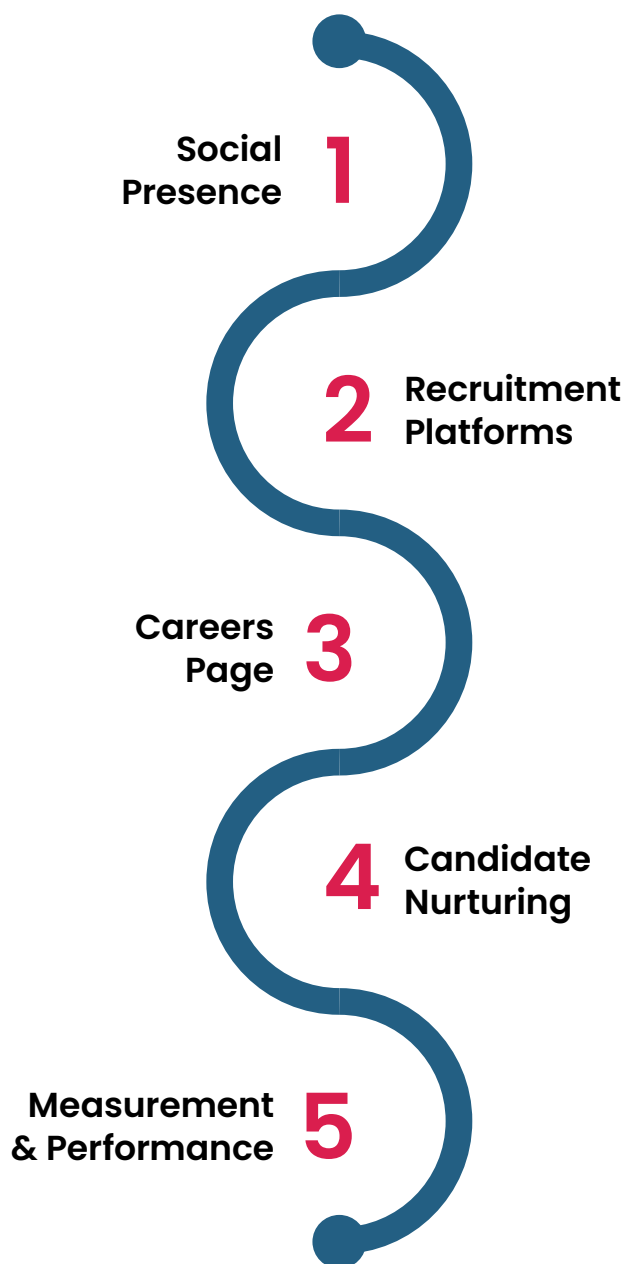 Social
Presence
1
2
Recruitment
Platforms
Careers
Page
3
4
Candidate
Nurturing
Measurement
& Performance
5